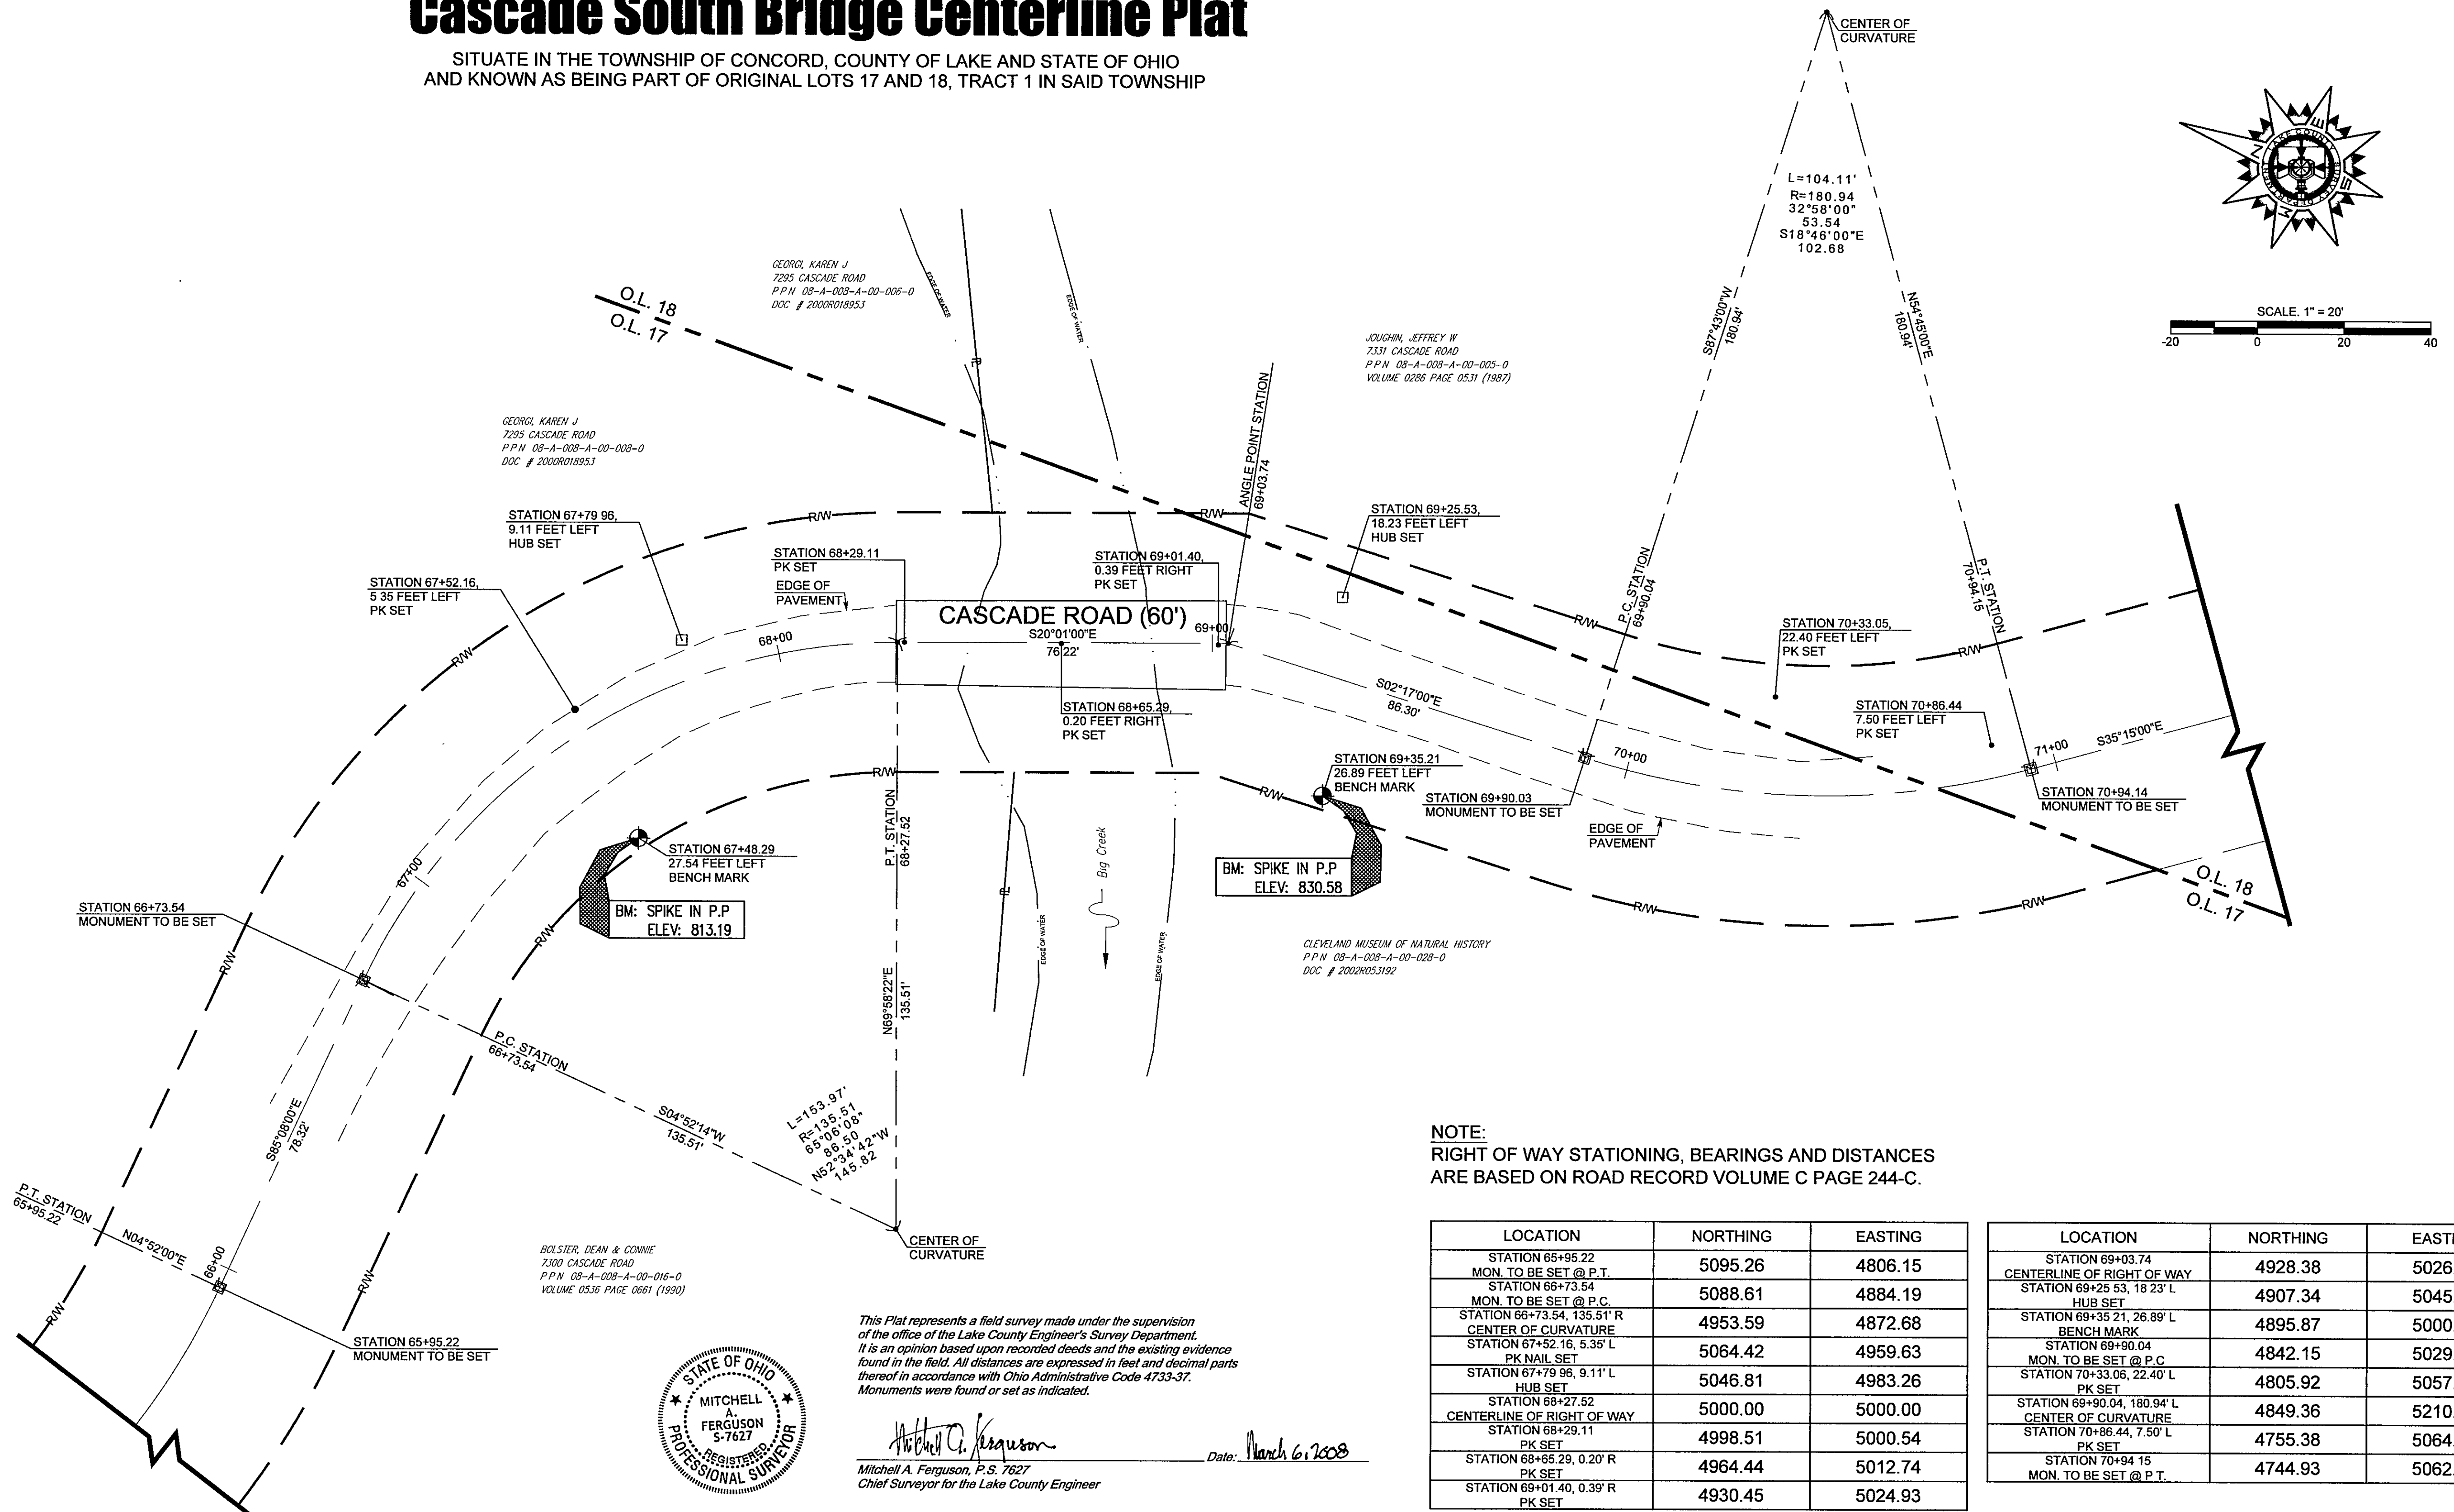 Cascade South Bridge Centerline Plat
SITUATE IN THE TOWNSHIP OF CONCORD, COUNTY OF LAKE AND STATE OF OHIO
AND KNOWN AS BEING PART OF ORIGINAL LOTS 17 AND 18, TRACT 1 IN SAID TOWNSHIP
CENTER OF
CURVATURE
L=104.11'
R=180.94
32°58'00"
53.54
S18°46'00"E
102.68
N
E
S
W
LAKE COUNTY
SURVEY DEPARTMENT
SCALE. 1" = 20'
-20 0 20 40
S87°43'00"W
180.94'
N54°45'00"E
180.94'
GEORGI, KAREN J
7295 CASCADE ROAD
P P N 08-A-008-A-00-006-0
DOC # 2000R018953
EDGE OF WATER
EDGE OF WATER
PL
O.L. 18
O.L. 17
JOUGHIN, JEFFREY W
7331 CASCADE ROAD
P P N 08-A-008-A-00-005-0
VOLUME 0286 PAGE 0531 (1987)
GEORGI, KAREN J
7295 CASCADE ROAD
P P N 08-A-008-A-00-008-0
DOC # 2000R018953
ANGLE POINT STATION
69+03.74
STATION 67+79 96,
9.11 FEET LEFT
HUB SET
R/W
R/W
STATION 69+25.53,
18.23 FEET LEFT
HUB SET
STATION 68+29.11
PK SET
STATION 69+01.40,
0.39 FEET RIGHT
PK SET
STATION 67+52.16,
5 35 FEET LEFT
PK SET
EDGE OF
PAVEMENT
CASCADE ROAD (60')
S20°01'00"E
76.22'
68+00
69+00
P.C. STATION
69+90.04
P.T. STATION
70+94.15
R/W
R/W
R/W
STATION 70+33.05,
22.40 FEET LEFT
PK SET
S02°17'00"E
86.30'
STATION 68+65.29,
0.20 FEET RIGHT
PK SET
STATION 70+86.44
7.50 FEET LEFT
PK SET
70+00
71+00
S35°15'00"E
R/W
R/W
STATION 69+35.21
26.89 FEET LEFT
BENCH MARK
STATION 69+90.03
MONUMENT TO BE SET
STATION 70+94.14
MONUMENT TO BE SET
EDGE OF
PAVEMENT
P.T. STATION
68+27.52
STATION 67+48.29
27.54 FEET LEFT
BENCH MARK
BM: SPIKE IN P.P
ELEV: 813.19
BM: SPIKE IN P.P
ELEV: 830.58
Big Creek
PL
67+00
STATION 66+73.54
MONUMENT TO BE SET
R/W
R/W
R/W
R/W
O.L. 18
O.L. 17
EDGE OF WATER
EDGE OF WATER
CLEVELAND MUSEUM OF NATURAL HISTORY
P P N 08-A-008-A-00-028-0
DOC # 2002R053192
N69°58'22"E
135.51'
P.C. STATION
66+73.54
S04°52'14"W
135.51'
L=153.97'
R=135.51
65°06'08"
86.50
N52°34'42"W
145.82
S85°08'00"E
78.32'
P.T. STATION
65+95.22
N04°52'00"E
66+00
R/W
R/W
CENTER OF
CURVATURE
BOLSTER, DEAN & CONNIE
7300 CASCADE ROAD
P P N 08-A-008-A-00-016-0
VOLUME 0536 PAGE 0661 (1990)
STATION 65+95.22
MONUMENT TO BE SET
NOTE:
RIGHT OF WAY STATIONING, BEARINGS AND DISTANCES
ARE BASED ON ROAD RECORD VOLUME C PAGE 244-C.
This Plat represents a field survey made under the supervision
of the office of the Lake County Engineer's Survey Department.
It is an opinion based upon recorded deeds and the existing evidence
found in the field. All distances are expressed in feet and decimal parts
thereof in accordance with Ohio Administrative Code 4733-37.
Monuments were found or set as indicated.
STATE OF OHIO
MITCHELL
A.
FERGUSON
S-7627
REGISTERED
PROFESSIONAL SURVEYOR
Mitchell A. Ferguson
Date: March 6, 2008
Mitchell A. Ferguson, P.S. 7627
Chief Surveyor for the Lake County Engineer
LOCATION NORTHING EASTING
STATION 65+95.22
MON. TO BE SET @ P.T. 5095.26 4806.15
STATION 66+73.54
MON. TO BE SET @ P.C. 5088.61 4884.19
STATION 66+73.54, 135.51' R
CENTER OF CURVATURE 4953.59 4872.68
STATION 67+52.16, 5.35' L
PK NAIL SET 5064.42 4959.63
STATION 67+79 96, 9.11' L
HUB SET 5046.81 4983.26
STATION 68+27.52
CENTERLINE OF RIGHT OF WAY 5000.00 5000.00
STATION 68+29.11
PK SET 4998.51 5000.54
STATION 68+65.29, 0.20' R
PK SET 4964.44 5012.74
STATION 69+01.40, 0.39' R
PK SET 4930.45 5024.93
LOCATION NORTHING EASTI
STATION 69+03.74
CENTERLINE OF RIGHT OF WAY 4928.38 5026.
STATION 69+25 53, 18 23' L
HUB SET 4907.34 5045.
STATION 69+35 21, 26.89' L
BENCH MARK 4895.87 5000.
STATION 69+90.04
MON. TO BE SET @ P.C 4842.15 5029.
STATION 70+33.06, 22.40' L
PK SET 4805.92 5057.
STATION 69+90.04, 180.94' L
CENTER OF CURVATURE 4849.36 5210.
STATION 70+86.44, 7.50' L
PK SET 4755.38 5064.
STATION 70+94 15
MON. TO BE SET @ P T. 4744.93 5062.